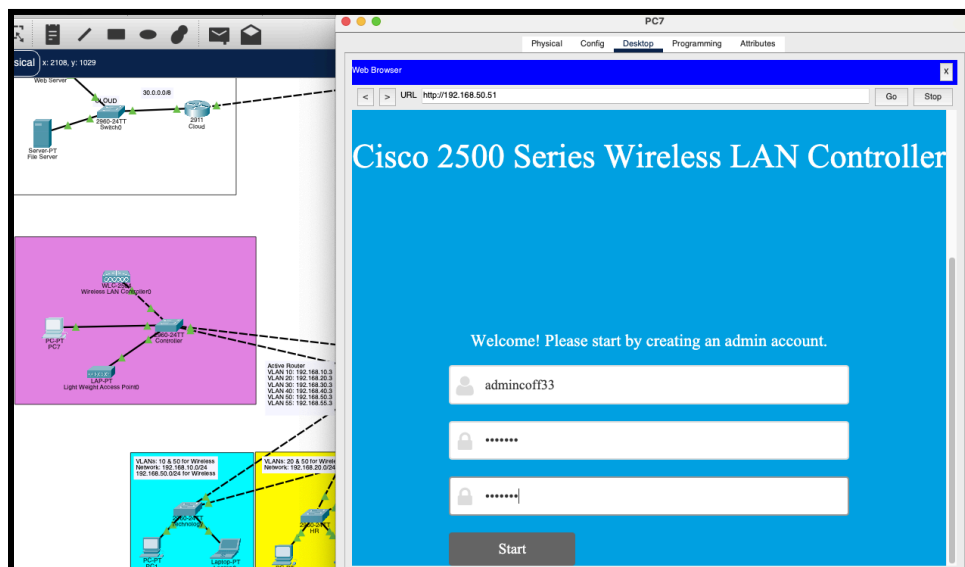 PC7
Physical Config Desktop Programming Attributes
sical x: 2108, y: 1029
Web Browser
X
< > URL http://192.168.50.51 Go Stop
Web Server
LOUD
30.0.0.0/8
2960-24TT
Switch0
2911
Cloud
Server-PT
File Server
Cisco 2500 Series Wireless LAN Controller
Wireless LAN Controller0
PC-PT
PC7
2960-24TT
Controller
LAP-PT
Light Weight Access Point0
Welcome! Please start by creating an admin account.
admincoff33
•••••••
•••••••
Start
Active Router
VLAN 10: 192.168.10.3
VLAN 20: 192.168.20.3
VLAN 30: 192.168.30.3
VLAN 40: 192.168.40.3
VLAN 50: 192.168.50.3
VLAN 55: 192.168.55.3
VLANs: 10 & 50 for Wireless
Network: 192.168.10.0/24
192.168.50.0/24 for Wireless
VLANs: 20 & 50 for Wirele
Network: 192.168.20.0/24
2960-24TT
Technology
HR
PC-PT
PC1
Laptop-PT